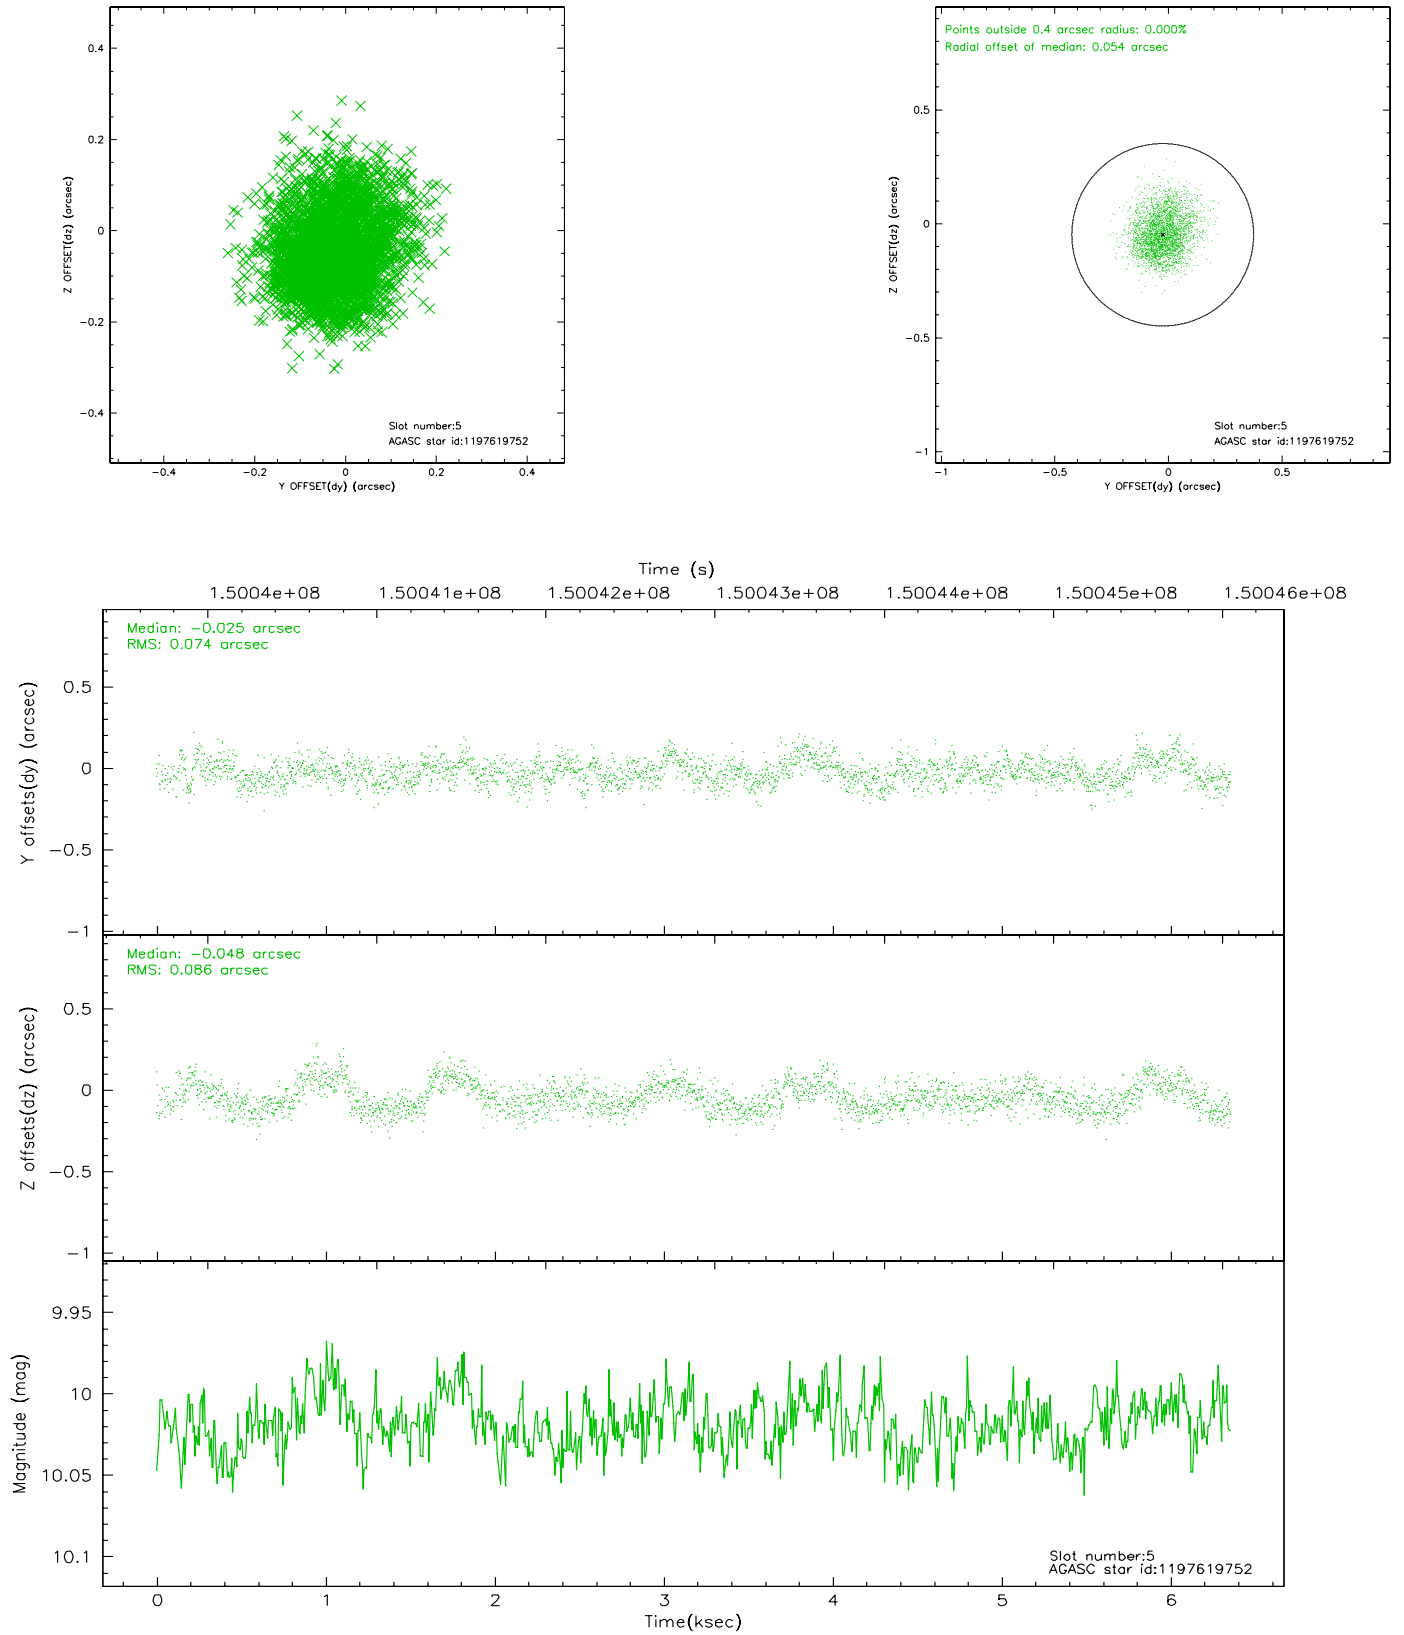 0.4
0.2
0
−0.2
−0.4
Z OFFSET(dz) (arcsec)
Slot number:5
AGASC star id:1197619752
−0.4 −0.2 0 0.2 0.4
Y OFFSET(dy) (arcsec)
Points outside 0.4 arcsec radius: 0.000%
Radial offset of median: 0.054 arcsec
0.5
0
−0.5
−1
Z OFFSET(dz) (arcsec)
Slot number:5
AGASC star id:1197619752
−1 −0.5 0 0.5
Y OFFSET(dy) (arcsec)
Time (s)
1.5004e+08 1.50041e+08 1.50042e+08 1.50043e+08 1.50044e+08 1.50045e+08 1.50046e+08
Median: −0.025 arcsec
RMS: 0.074 arcsec
0.5
0
−0.5
−1
Y offsets(dy) (arcsec)
Median: −0.048 arcsec
RMS: 0.086 arcsec
0.5
0
−0.5
−1
Z offsets(dz) (arcsec)
9.95
10
10.05
10.1
Magnitude (mag)
Slot number:5
AGASC star id:1197619752
0 1 2 3 4 5 6
Time(ksec)